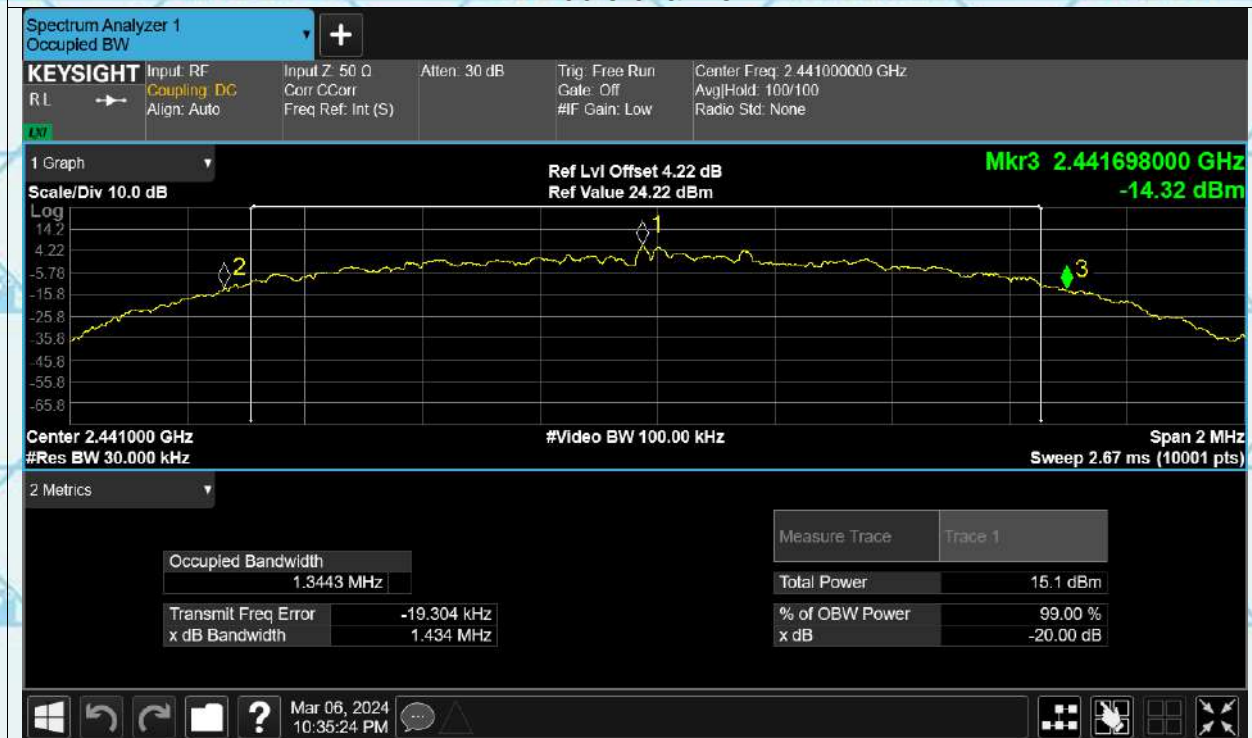 Spectrum Analyzer 1
Occupied BW
+
KEYSIGHT
RL
LXI
Input: RF
Coupling: DC
Align: Auto
Input Z: 50 Ω
Corr CCorr
Freq Ref: Int (S)
Atten: 30 dB
Trig: Free Run
Gate: Off
#IF Gain: Low
Center Freq: 2.441000000 GHz
Avg|Hold: 100/100
Radio Std: None
1 Graph
Scale/Div 10.0 dB
Ref Lvl Offset 4.22 dB
Ref Value 24.22 dBm
Mkr3 2.441698000 GHz
-14.32 dBm
Log
14.2
4.22
-5.78
-15.8
-25.8
-35.8
-45.8
-55.8
-65.8
2
1
3
Center 2.441000 GHz
#Res BW 30.000 kHz
#Video BW 100.00 kHz
Span 2 MHz
Sweep 2.67 ms (10001 pts)
2 Metrics
Measure Trace Trace 1
Occupied Bandwidth
1.3443 MHz
Total Power 15.1 dBm
Transmit Freq Error -19.304 kHz
% of OBW Power 99.00 %
x dB Bandwidth 1.434 MHz
x dB -20.00 dB
?
Mar 06, 2024
10:35:24 PM